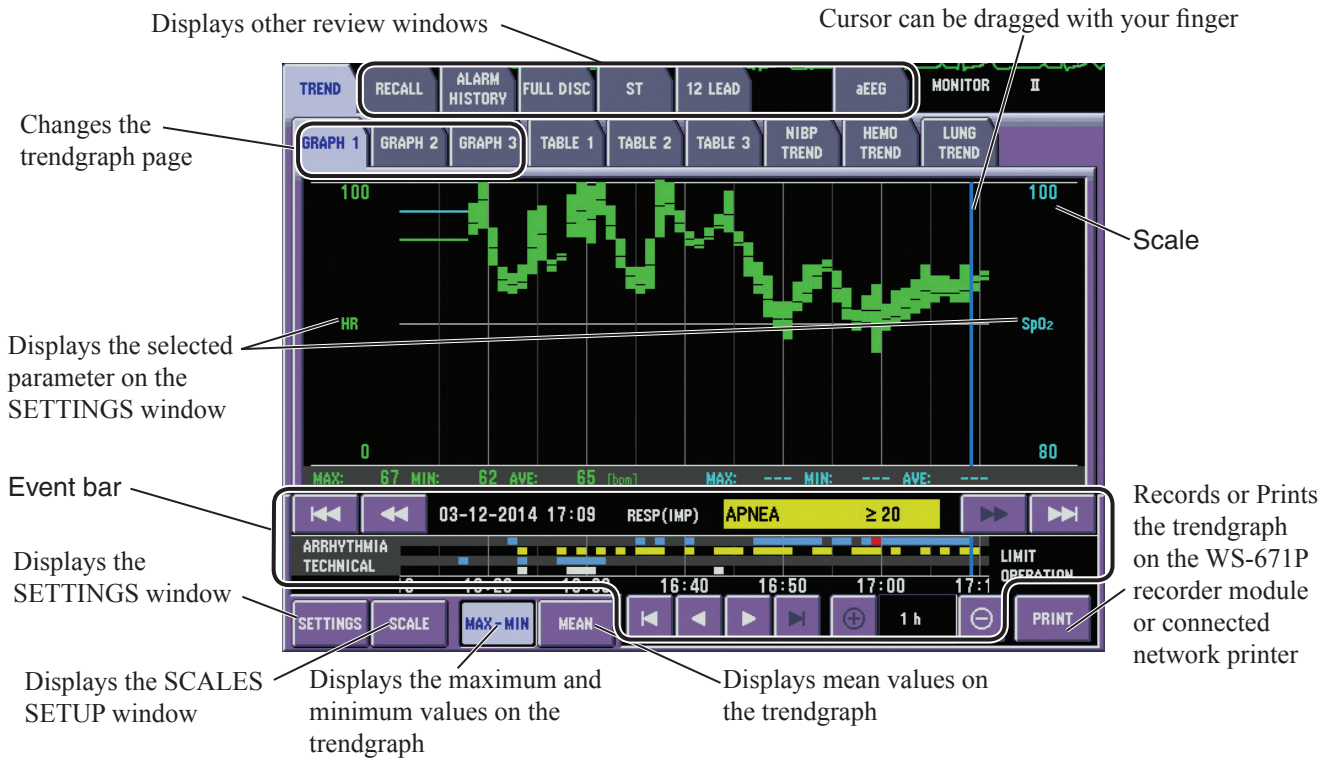 Displays other review windows
Cursor can be dragged with your finger
TREND
RECALL
ALARM
HISTORY
FULL DISC
ST
12 LEAD
aEEG
MONITOR
II
Changes the
trendgraph page
GRAPH 1
GRAPH 2
GRAPH 3
TABLE 1
TABLE 2
TABLE 3
NIBP
TREND
HEMO
TREND
LUNG
TREND
100
100
Scale
HR
SpO2
Displays the selected
parameter on the
SETTINGS window
0
80
MAX: 67 MIN: 62 AVE: 65 [bpm]
MAX: --- MIN: --- AVE: ---
Event bar
03-12-2014 17:09 RESP(IMP) APNEA ≥ 20
ARRHYTHMIA
TECHNICAL
LIMIT
OPERATION
16:40 16:50 17:00 17:1
Records or Prints
the trendgraph
on the WS-671P
recorder module
or connected
network printer
Displays the
SETTINGS window
SETTINGS
SCALE
MAX-MIN
MEAN
1 h
PRINT
Displays the SCALES
SETUP window
Displays the maximum and
minimum values on the
trendgraph
Displays mean values on
the trendgraph